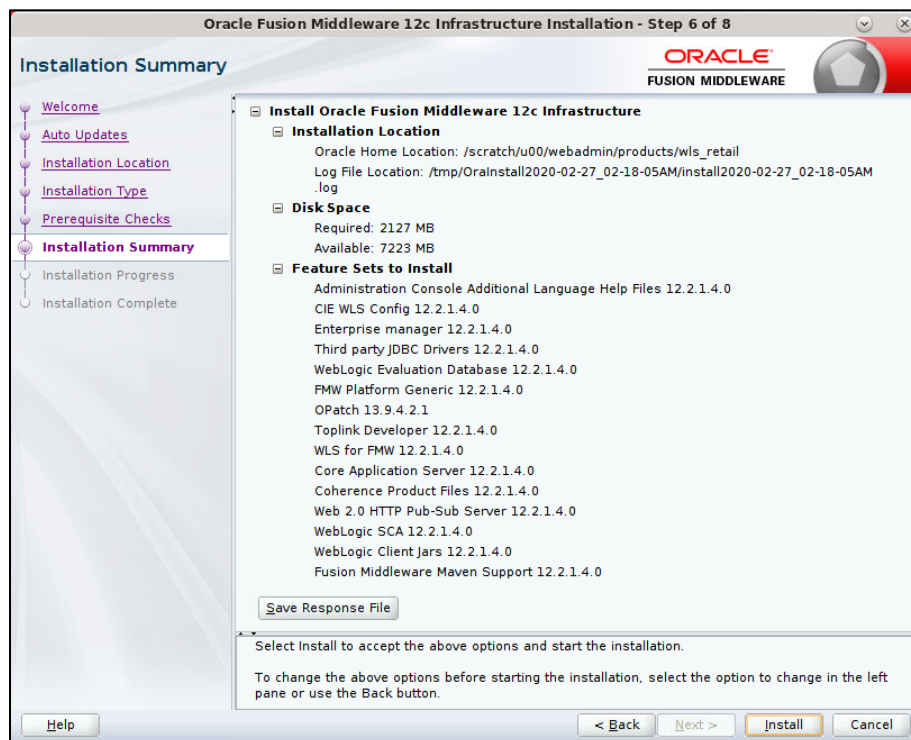 Oracle Fusion Middleware 12c Infrastructure Installation - Step 6 of 8
Installation Summary
ORACLE
FUSION MIDDLEWARE
Welcome
Auto Updates
Installation Location
Installation Type
Prerequisite Checks
Installation Summary
Installation Progress
Installation Complete
Install Oracle Fusion Middleware 12c Infrastructure
Installation Location
Oracle Home Location: /scratch/u00/webadmin/products/wls_retail
Log File Location: /tmp/OraInstall2020-02-27_02-18-05AM/install2020-02-27_02-18-05AM
.log
Disk Space
Required: 2127 MB
Available: 7223 MB
Feature Sets to Install
Administration Console Additional Language Help Files 12.2.1.4.0
CIE WLS Config 12.2.1.4.0
Enterprise manager 12.2.1.4.0
Third party JDBC Drivers 12.2.1.4.0
WebLogic Evaluation Database 12.2.1.4.0
FMW Platform Generic 12.2.1.4.0
OPatch 13.9.4.2.1
Toplink Developer 12.2.1.4.0
WLS for FMW 12.2.1.4.0
Core Application Server 12.2.1.4.0
Coherence Product Files 12.2.1.4.0
Web 2.0 HTTP Pub-Sub Server 12.2.1.4.0
WebLogic SCA 12.2.1.4.0
WebLogic Client Jars 12.2.1.4.0
Fusion Middleware Maven Support 12.2.1.4.0
Save Response File
Select Install to accept the above options and start the installation.
To change the above options before starting the installation, select the option to change in the left
pane or use the Back button.
Help
< Back
Next >
Install
Cancel